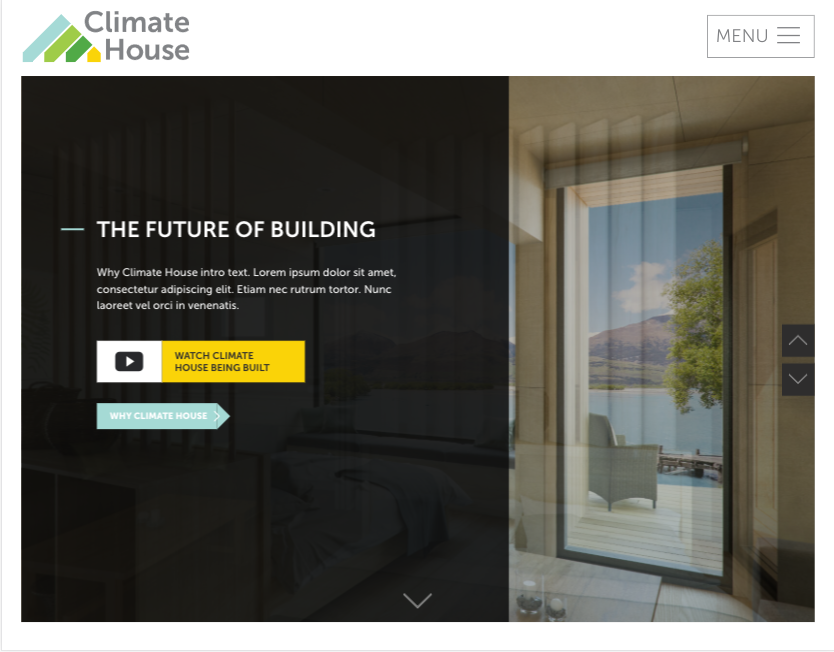 Climate
House
MENU
THE FUTURE OF BUILDING
Why Climate House intro text. Lorem ipsum dolor sit amet,
consectetur adipiscing elit. Etiam nec rutrum tortor. Nunc
laoreet vel orci in venenatis.
WATCH CLIMATE
HOUSE BEING BUILT
WHY CLIMATE HOUSE